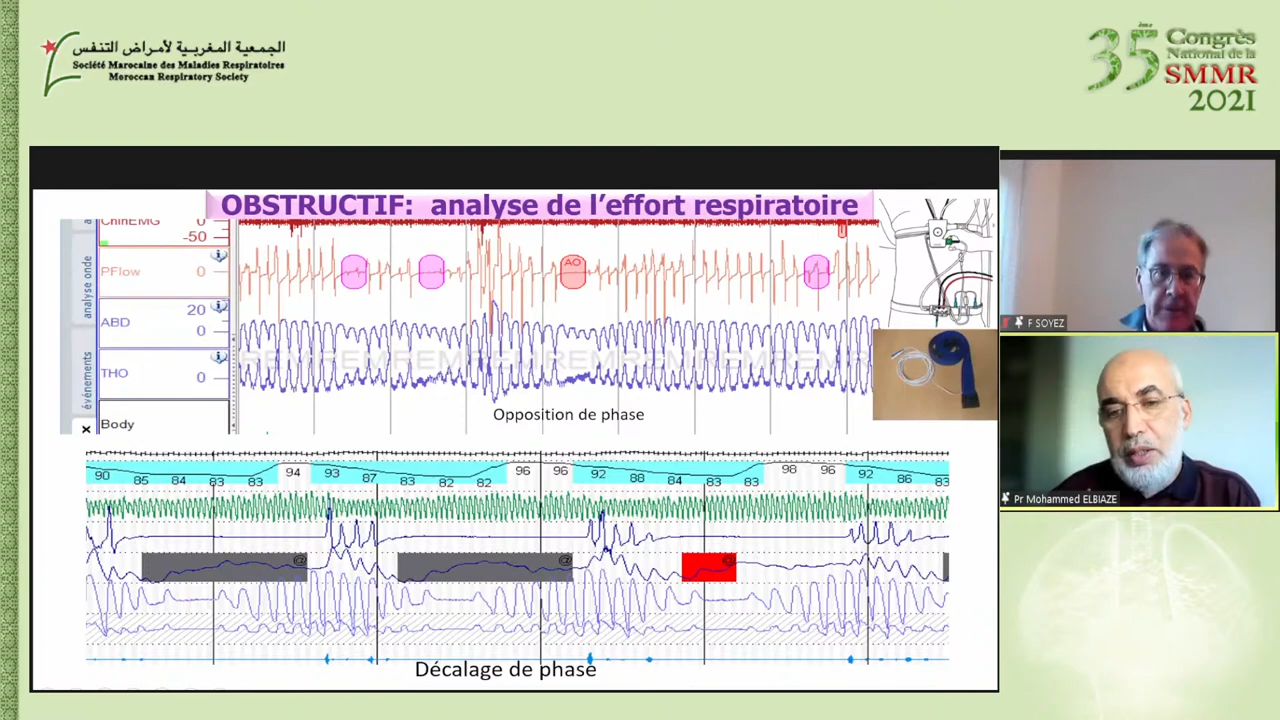 الجمعية المغربية لأمراض التنفس
Société Marocaine des Maladies Respiratoires
Moroccan Respiratory Society
35ème Congrès
National de la
SMMR
2021
OBSTRUCTIF: analyse de l’effort respiratoire
ChinEMG 0
-50
PFlow 0
ABD 20
0
THO 0
Body
analyse onde
événements
x
AO
Opposition de phase
90 85 84 83 83 94 93 87 83 82 82 96 96 92 88 84 83 83 98 96 92 86 83
@ @ @
Décalage de phase
F SOYEZ
Pr Mohammed ELBIAZE